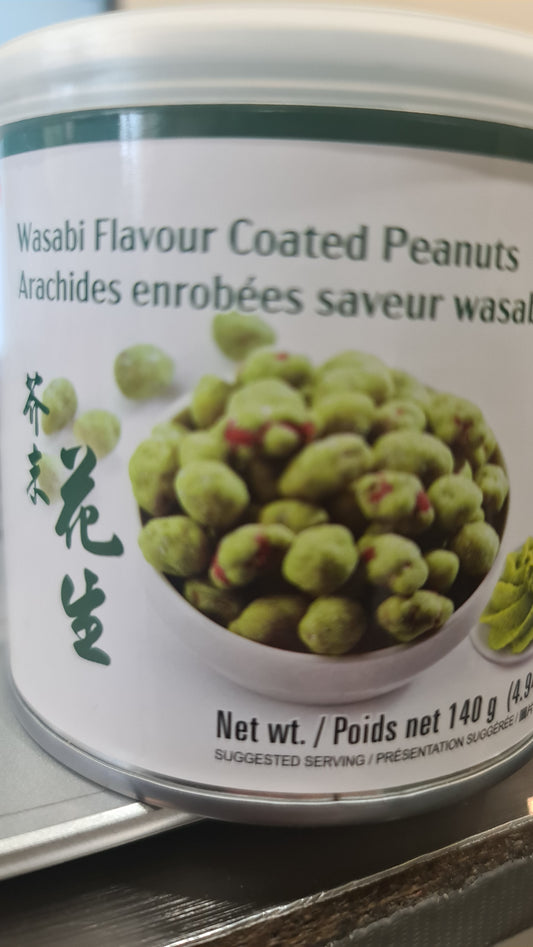 Wasabi Flavour Coated Peanuts
Arachides enrobées saveur
芥末
花生
Net wt. / Poids net 140 g
SUGGESTED SERVING / PRÉSENTATION SUGGÉRÉE /